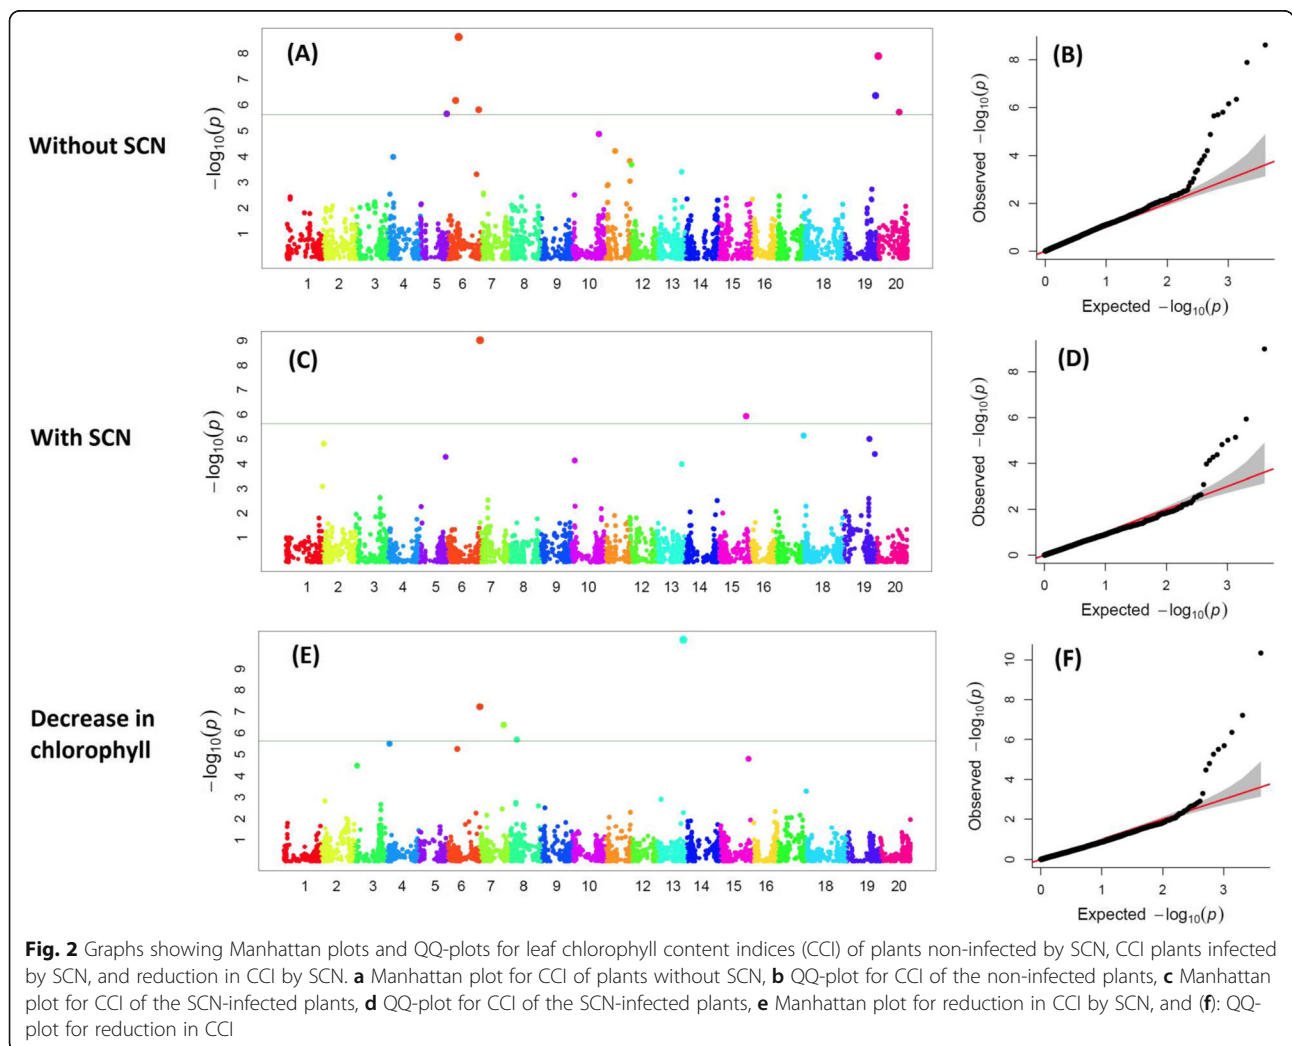 Without SCN
(A)
−log10(p)
8
7
6
5
4
3
2
1
1 2 3 4 5 6 7 8 9 10 12 13 14 15 16 18 19 20
(B)
Observed −log10(p)
8
6
4
2
0
0 1 2 3
Expected −log10(p)
With SCN
(C)
−log10(p)
9
8
7
6
5
4
3
2
1
1 2 3 4 5 6 7 8 9 10 12 13 14 15 16 18 19 20
(D)
Observed −log10(p)
8
6
4
2
0
0 1 2 3
Expected −log10(p)
Decrease in
chlorophyll
(E)
−log10(p)
9
8
7
6
5
4
3
2
1
1 2 3 4 5 6 7 8 9 10 12 13 14 15 16 18 19 20
(F)
Observed −log10(p)
10
8
6
4
2
0
0 1 2 3
Expected −log10(p)
Fig. 2 Graphs showing Manhattan plots and QQ-plots for leaf chlorophyll content indices (CCI) of plants non-infected by SCN, CCI plants infected
by SCN, and reduction in CCI by SCN. a Manhattan plot for CCI of plants without SCN, b QQ-plot for CCI of the non-infected plants, c Manhattan
plot for CCI of the SCN-infected plants, d QQ-plot for CCI of the SCN-infected plants, e Manhattan plot for reduction in CCI by SCN, and (f): QQ-
plot for reduction in CCI